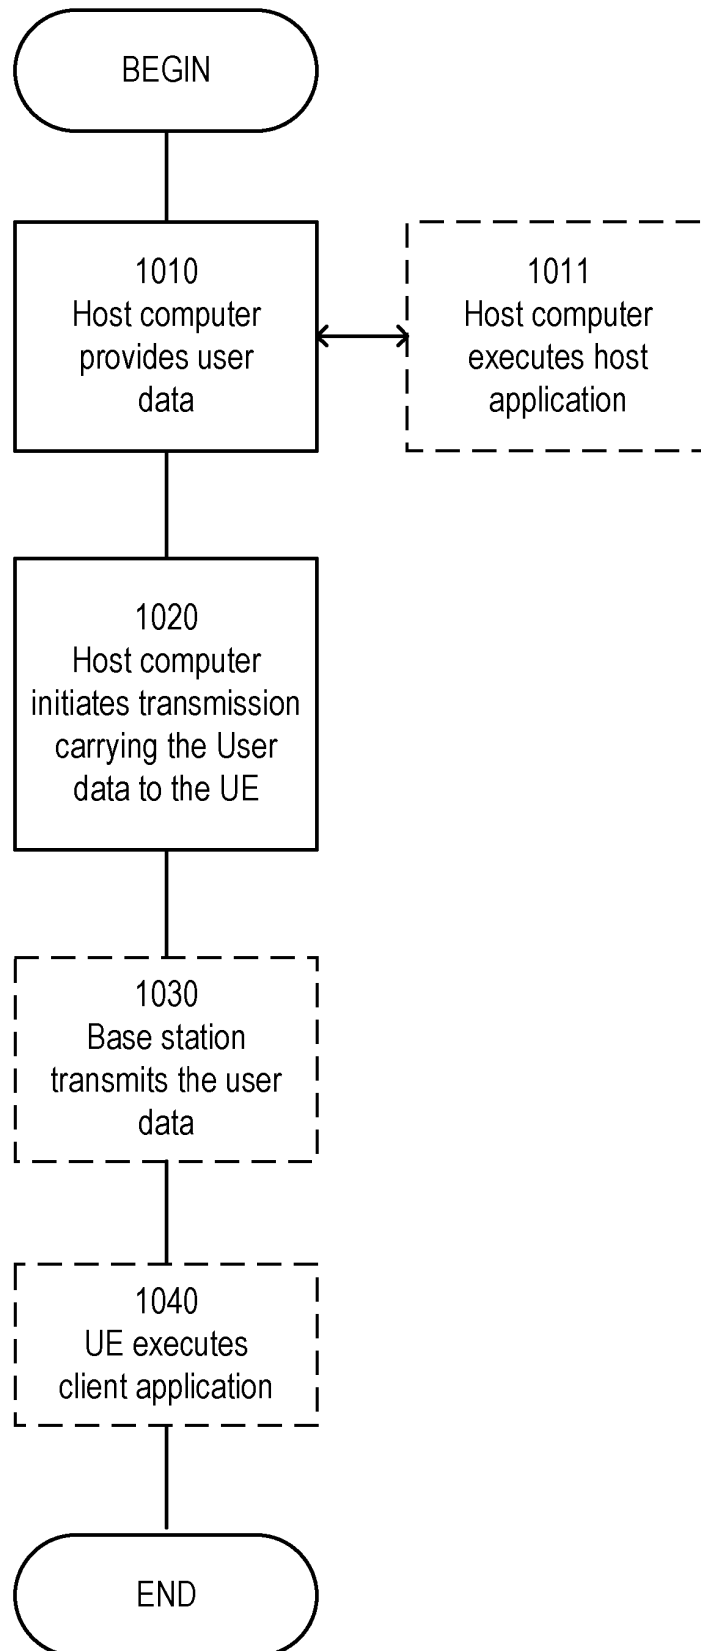 BEGIN
1010
Host computer
provides user
data
1011
Host computer
executes host
application
1020
Host computer
initiates transmission
carrying the User
data to the UE
1030
Base station
transmits the user
data
1040
UE executes
client application
END